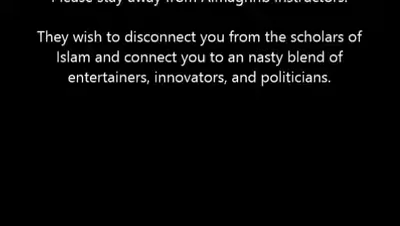 Please stay away from Almaghrib instructors.
They wish to disconnect you from the scholars of
Islam and connect you to an nasty blend of
entertainers, innovators, and politicians.